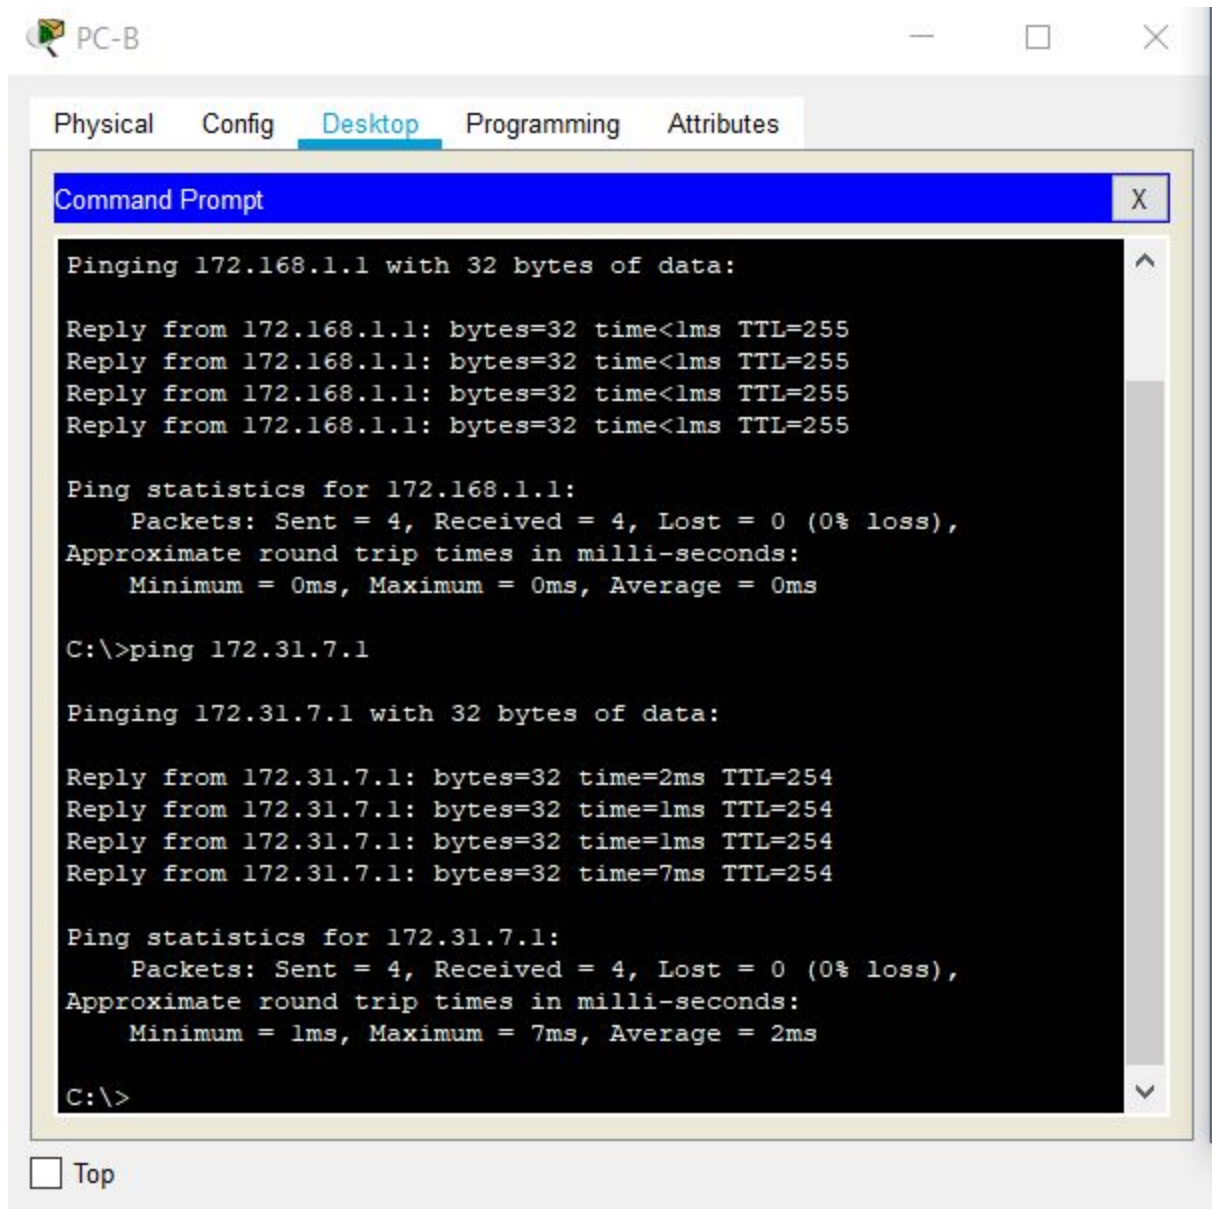 PC-B
Physical Config Desktop Programming Attributes
Command Prompt X
Pinging 172.168.1.1 with 32 bytes of data:
Reply from 172.168.1.1: bytes=32 time<1ms TTL=255
Reply from 172.168.1.1: bytes=32 time<1ms TTL=255
Reply from 172.168.1.1: bytes=32 time<1ms TTL=255
Reply from 172.168.1.1: bytes=32 time<1ms TTL=255
Ping statistics for 172.168.1.1:
    Packets: Sent = 4, Received = 4, Lost = 0 (0% loss),
Approximate round trip times in milli-seconds:
    Minimum = 0ms, Maximum = 0ms, Average = 0ms
C:\>ping 172.31.7.1
Pinging 172.31.7.1 with 32 bytes of data:
Reply from 172.31.7.1: bytes=32 time=2ms TTL=254
Reply from 172.31.7.1: bytes=32 time=1ms TTL=254
Reply from 172.31.7.1: bytes=32 time=1ms TTL=254
Reply from 172.31.7.1: bytes=32 time=7ms TTL=254
Ping statistics for 172.31.7.1:
    Packets: Sent = 4, Received = 4, Lost = 0 (0% loss),
Approximate round trip times in milli-seconds:
    Minimum = 1ms, Maximum = 7ms, Average = 2ms
C:\>
Top